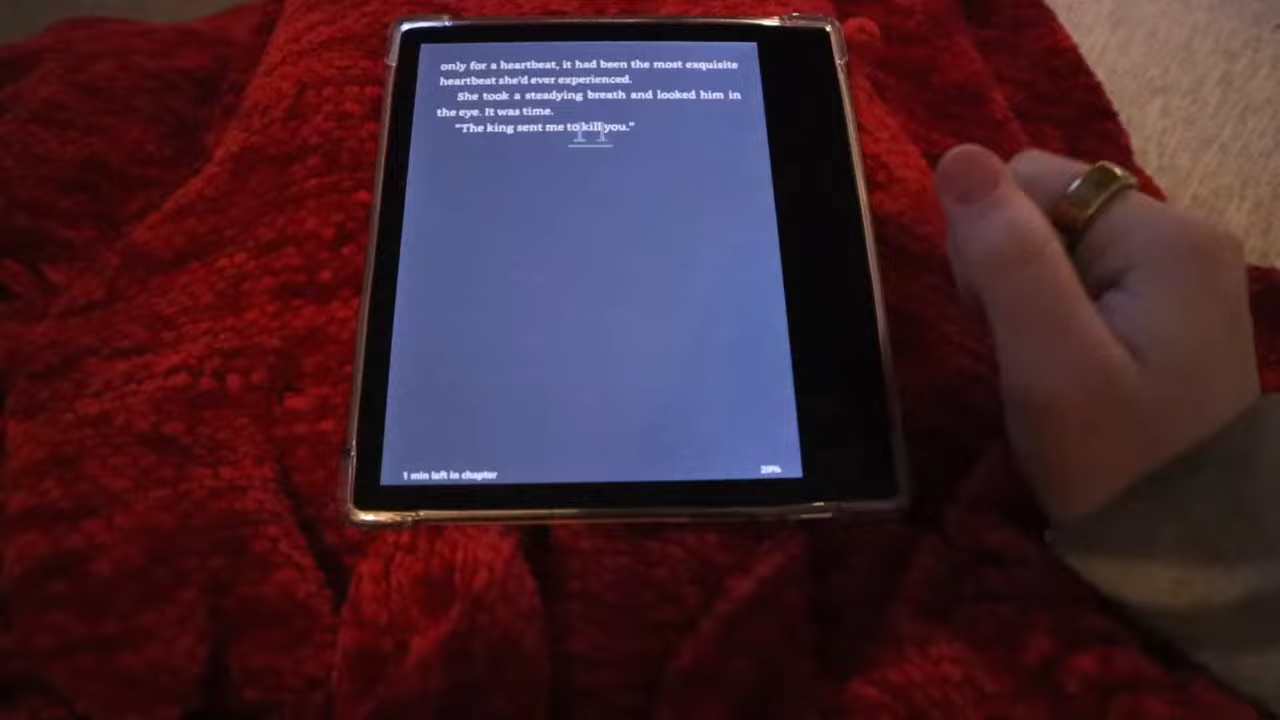 only for a heartbeat, it had been the most exquisite
heartbeat she'd ever experienced.
She took a steadying breath and looked him in
the eye. It was time.
"The king sent me to kill you."
1 min left in chapter
20%